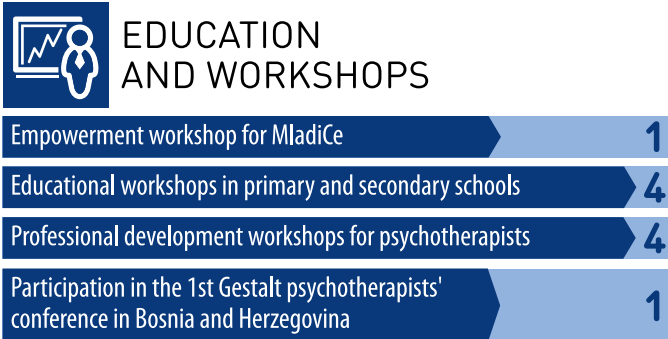 EDUCATION
AND WORKSHOPS
Empowerment workshop for MladiCe
1
Educational workshops in primary and secondary schools
4
Professional development workshops for psychotherapists
4
Participation in the 1st Gestalt psychotherapists'
conference in Bosnia and Herzegovina
1